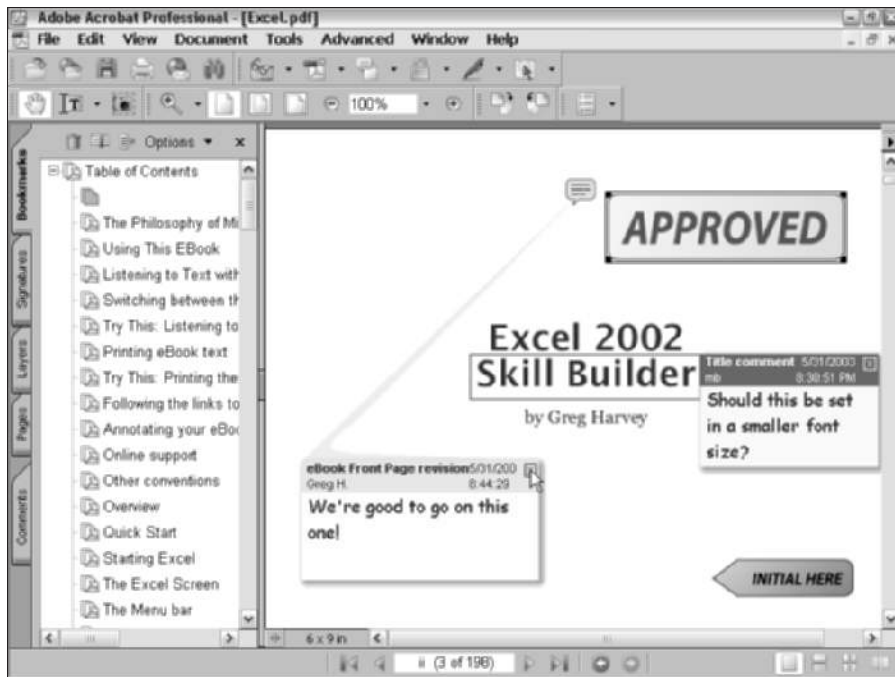 Adobe Acrobat Professional - [Excel.pdf]
File Edit View Document Tools Advanced Window Help
100%
Options
Bookmarks
Signatures
Layers
Pages
Comments
Table of Contents
The Philosophy of Mi
Using This EBook
Listening to Text with
Switching between th
Try This: Listening to
Printing eBook text
Try This: Printing the
Following the links to
Annotating your eBoo
Online support
Other conventions
Overview
Quick Start
Starting Excel
The Excel Screen
The Menu bar
APPROVED
Excel 2002
Skill Builder
by Greg Harvey
Title comment 5/31/2003
mb 8:38:51 PM
Should this be set
in a smaller font
size?
eBook Front Page revision 5/31/200
Greg H. 8:44:29
We're good to go on this
one!
INITIAL HERE
6 x 9 in
ii (3 of 198)